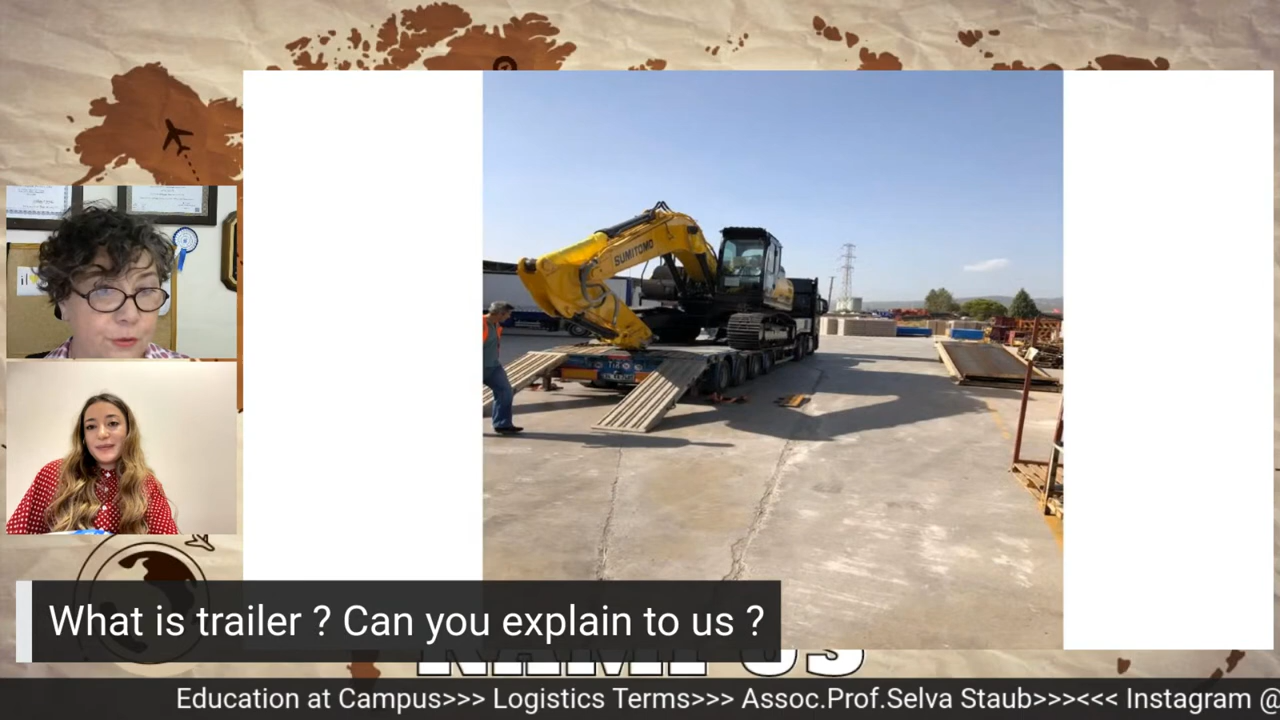 SUMITOMO
What is trailer ? Can you explain to us ?
KAMPÜS
Education at Campus>>> Logistics Terms>>> Assoc.Prof.Selva Staub>>><<< Instagram @